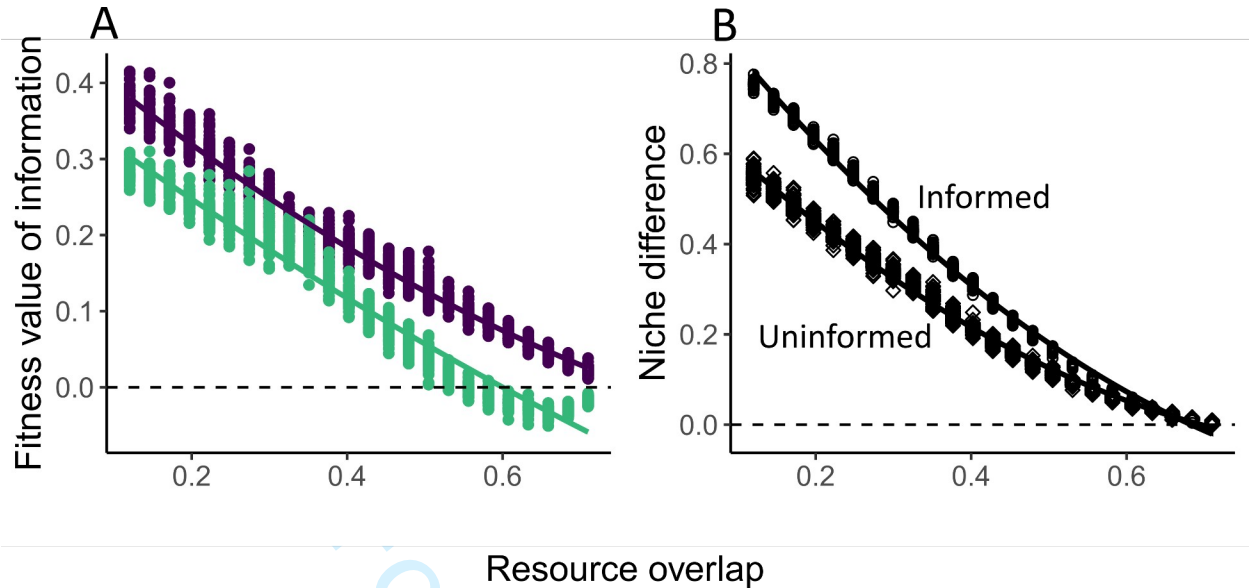 A
Fitness value of information
0.4
0.3
0.2
0.1
0.0
0.2 0.4 0.6
B
Niche difference
0.8
0.6
0.4
0.2
0.0
Informed
Uninformed
0.2 0.4 0.6
Resource overlap